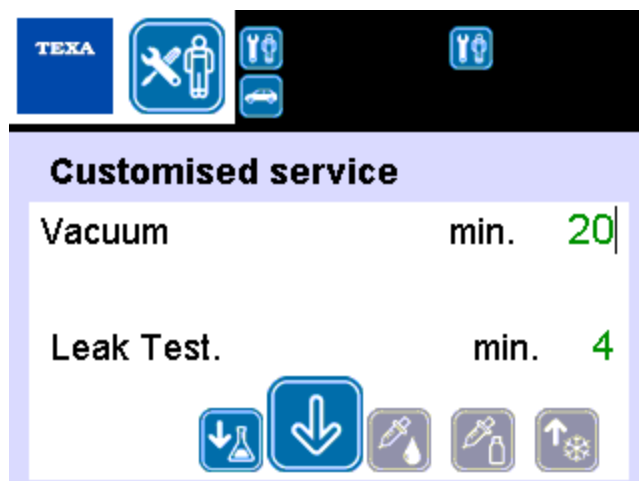 TEXA
Customised service
Vacuum min. 20
Leak Test. min. 4